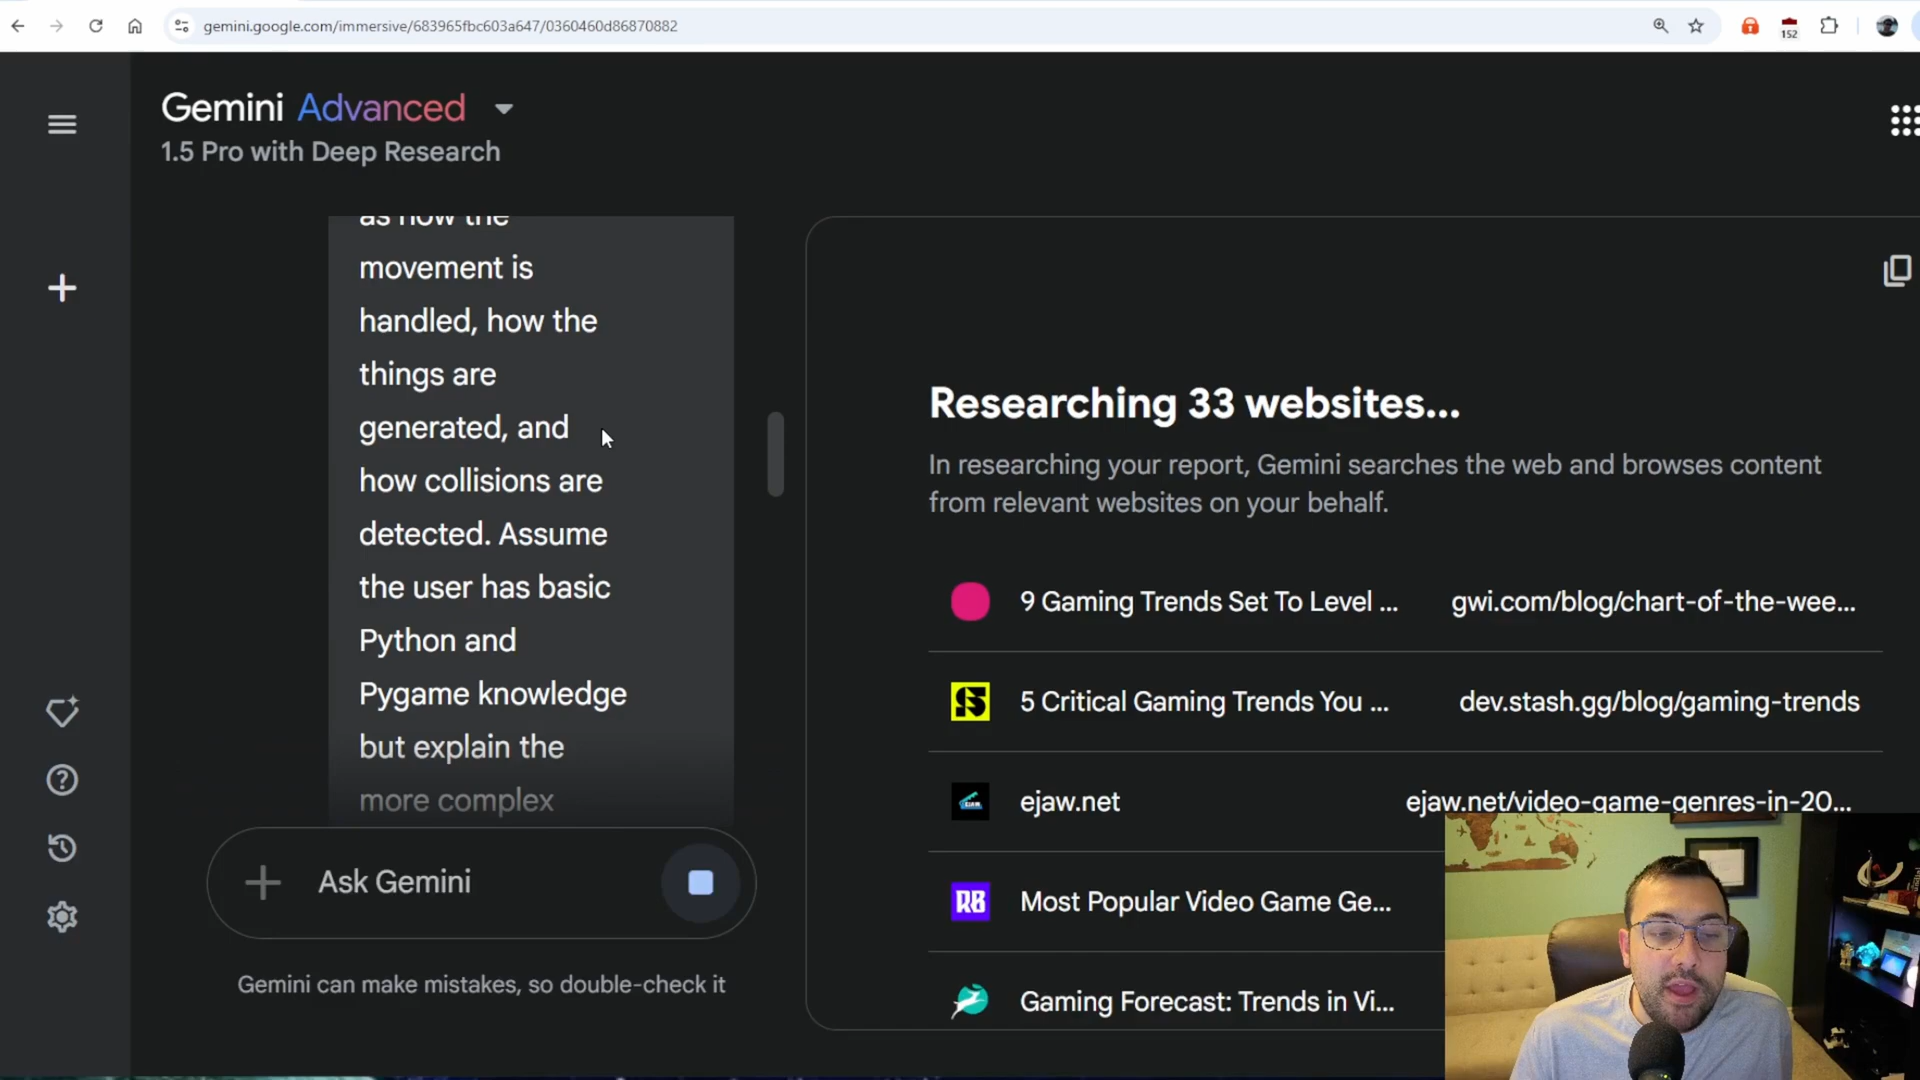 gemini.google.com/immersive/683965fbc603a647/0360460d86870882
152
Gemini Advanced
1.5 Pro with Deep Research
as how the
movement is
handled, how the
things are
generated, and
how collisions are
detected. Assume
the user has basic
Python and
Pygame knowledge
but explain the
more complex
Ask Gemini
Gemini can make mistakes, so double-check it
Researching 33 websites...
In researching your report, Gemini searches the web and browses content
from relevant websites on your behalf.
9 Gaming Trends Set To Level ... gwi.com/blog/chart-of-the-wee...
5 Critical Gaming Trends You ... dev.stash.gg/blog/gaming-trends
ejaw.net ejaw.net/video-game-genres-in-20...
RB Most Popular Video Game Ge...
Gaming Forecast: Trends in Vi...